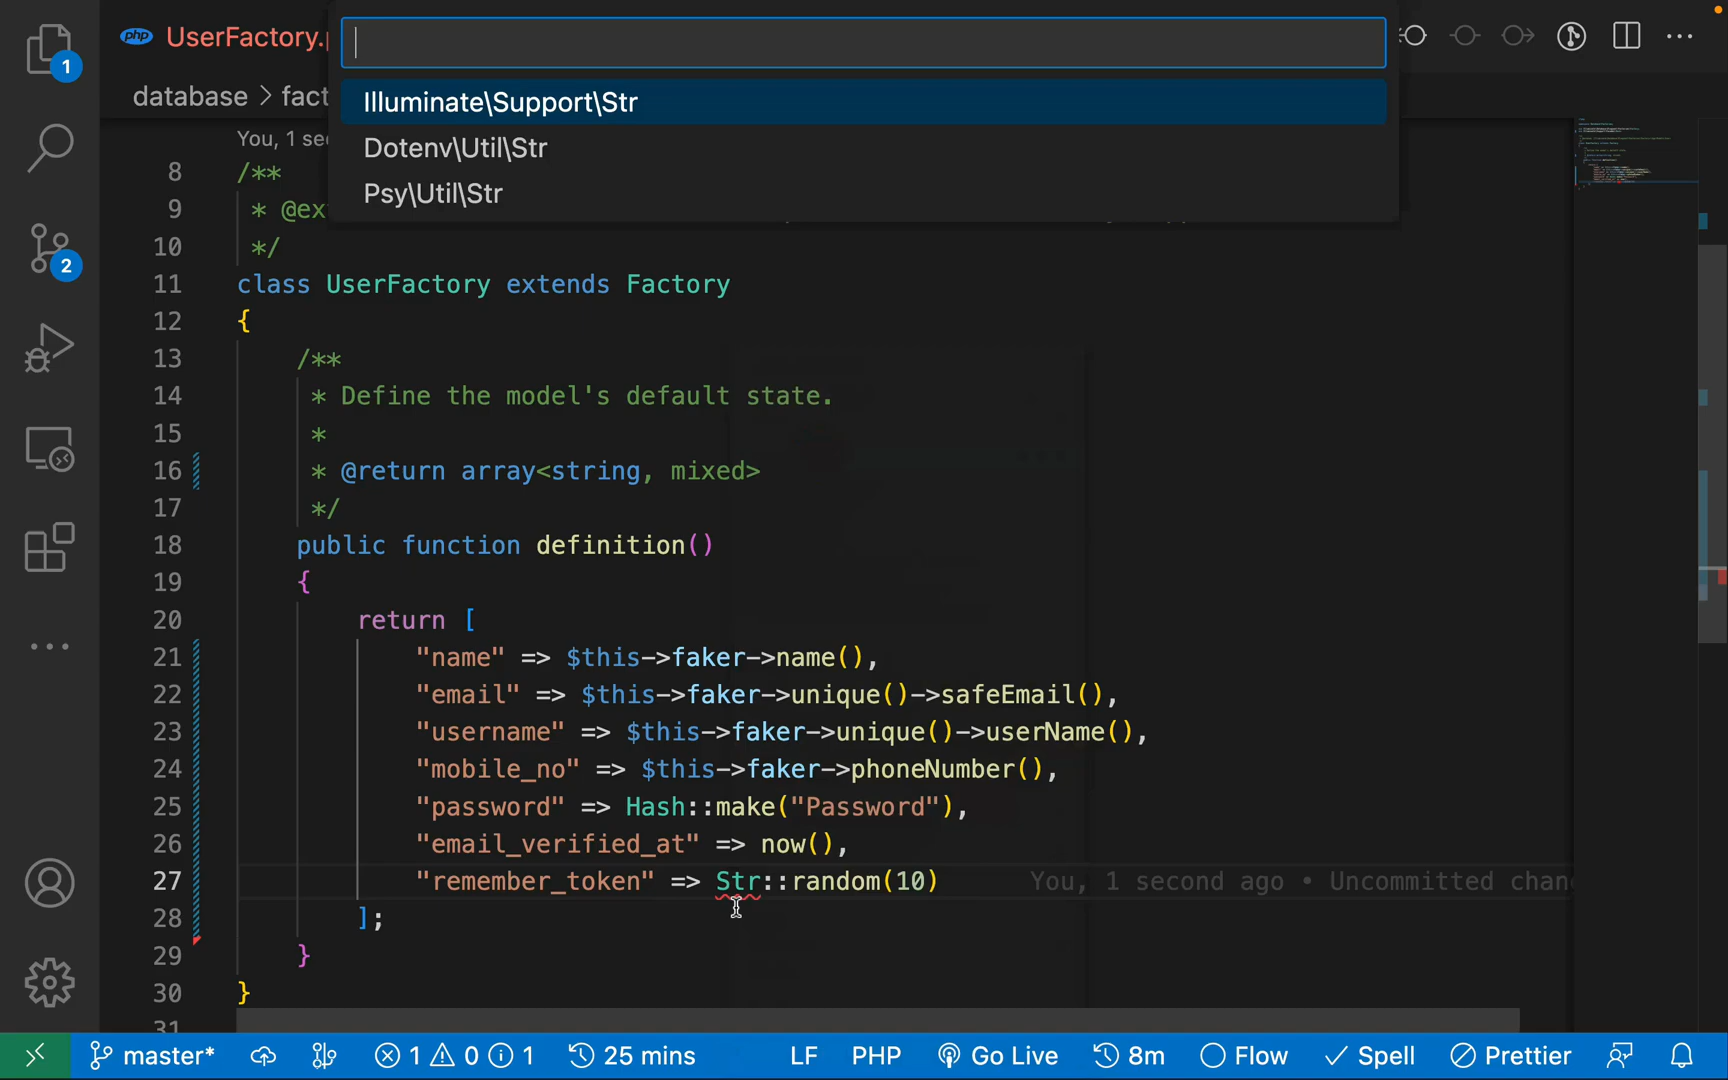 php UserFactory.
Illuminate\Support\Str
database > fact
Dotenv\Util\Str
Psy\Util\Str
You, 1 se
8 /**
9 * @ex
10 */
11 class UserFactory extends Factory
12 {
13 /**
14 * Define the model's default state.
15 *
16 * @return array<string, mixed>
17 */
18 public function definition()
19 {
20 return [
21 "name" => $this->faker->name(),
22 "email" => $this->faker->unique()->safeEmail(),
23 "username" => $this->faker->unique()->userName(),
24 "mobile_no" => $this->faker->phoneNumber(),
25 "password" => Hash::make("Password"),
26 "email_verified_at" => now(),
27 "remember_token" => Str::random(10) You, 1 second ago • Uncommitted chan
28 ];
29 }
30 }
31
1
2
master* 1 0 1 25 mins LF PHP Go Live 8m Flow Spell Prettier